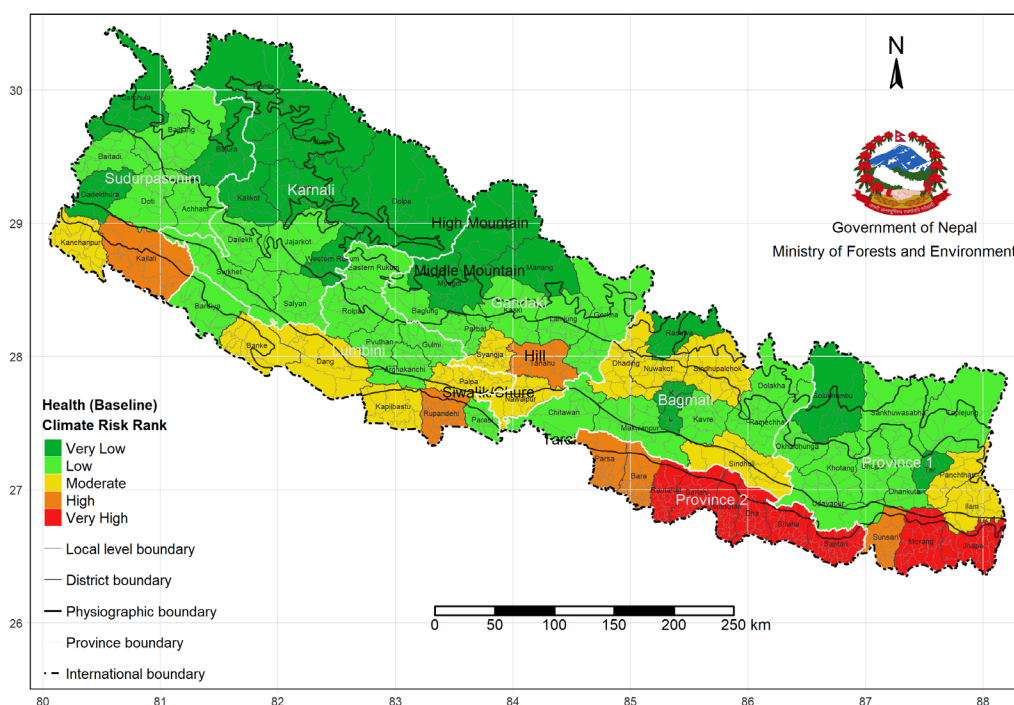 30
29
28
27
26
80
81
82
83
84
85
86
87
88
N
Government of Nepal
Ministry of Forests and Environment
Health (Baseline)
Climate Risk Rank
Very Low
Low
Moderate
High
Very High
Local level boundary
District boundary
Physiographic boundary
Province boundary
International boundary
0 50 100 150 200 250 km
Sudurpaschim
Karnali
High Mountain
Middle Mountain
Gandaki
Lumbini
Hill
Siwalik/Chure
Bagmati
Tarai
Province 1
Province 2
Darchula
Bajhang
Bajura
Baitadi
Dadeldhura
Doti
Achham
Kanchanpur
Kailali
Kalikot
Dolpa
Dailekh
Jajarkot
Western Rukum
Eastern Rukum
Surkhet
Salyan
Bardiya
Banke
Dang
Rolpa
Pyuthan
Gulmi
Arghakanchi
Kapilbastu
Rupandehi
Palpa
Parasi
Nawalpur
Baglung
Myagdi
Manang
Parbat
Kaski
Lamjung
Gorkha
Syangja
Tanahu
Chitawan
Dhading
Nuwakot
Rasuwa
Sindhupalchok
Dolakha
Kavre
Ramechhap
Makwanpur
Sindhuli
Parsa
Bara
Rautahat
Sarlahi
Siraha
Saptari
Solukhumbu
Okhaldhunga
Khotang
Udayapur
Sankhuwasabha
Taplejung
Panchthar
Dhankuta
Ilam
Sunsari
Morang
Jhapa